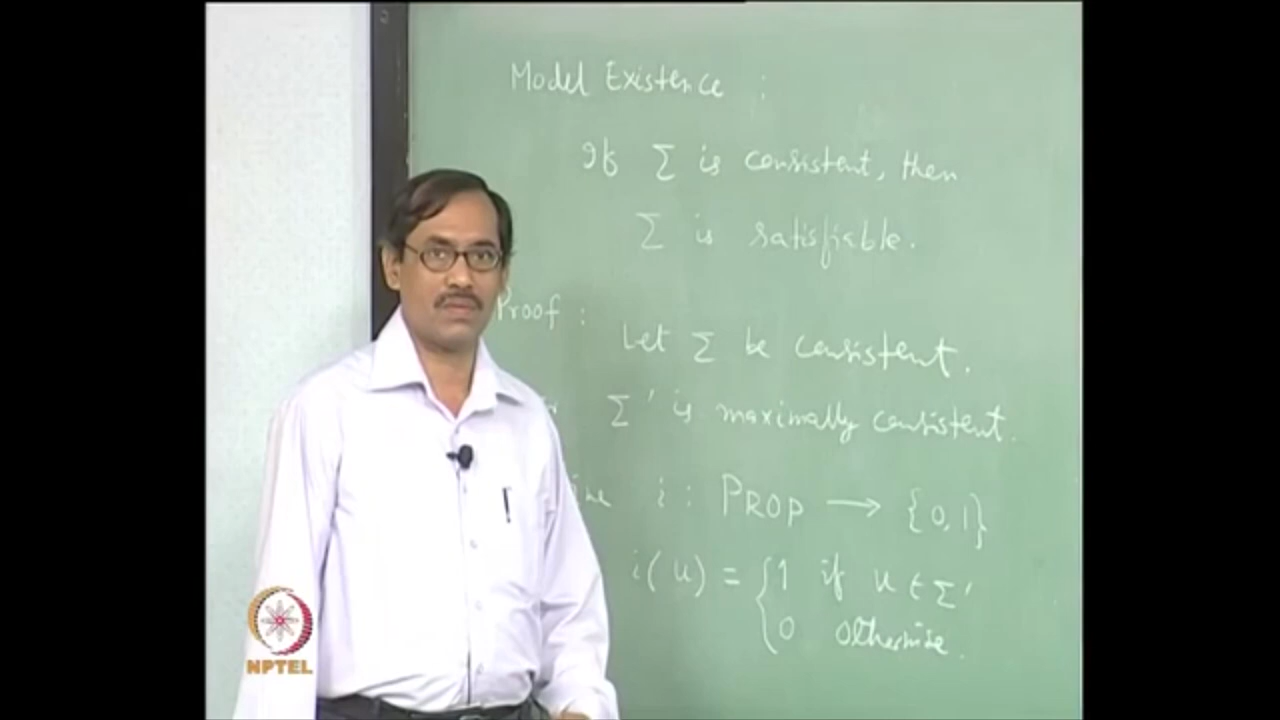 Model Existence :
If Σ is consistent, then
Σ is satisfiable.
Proof :
Let Σ be consistent.
Σ' is maximally consistent.
i : PROP → {0,1}
i(u) = { 1 if u ∈ Σ'
0 otherwise.
NPTEL